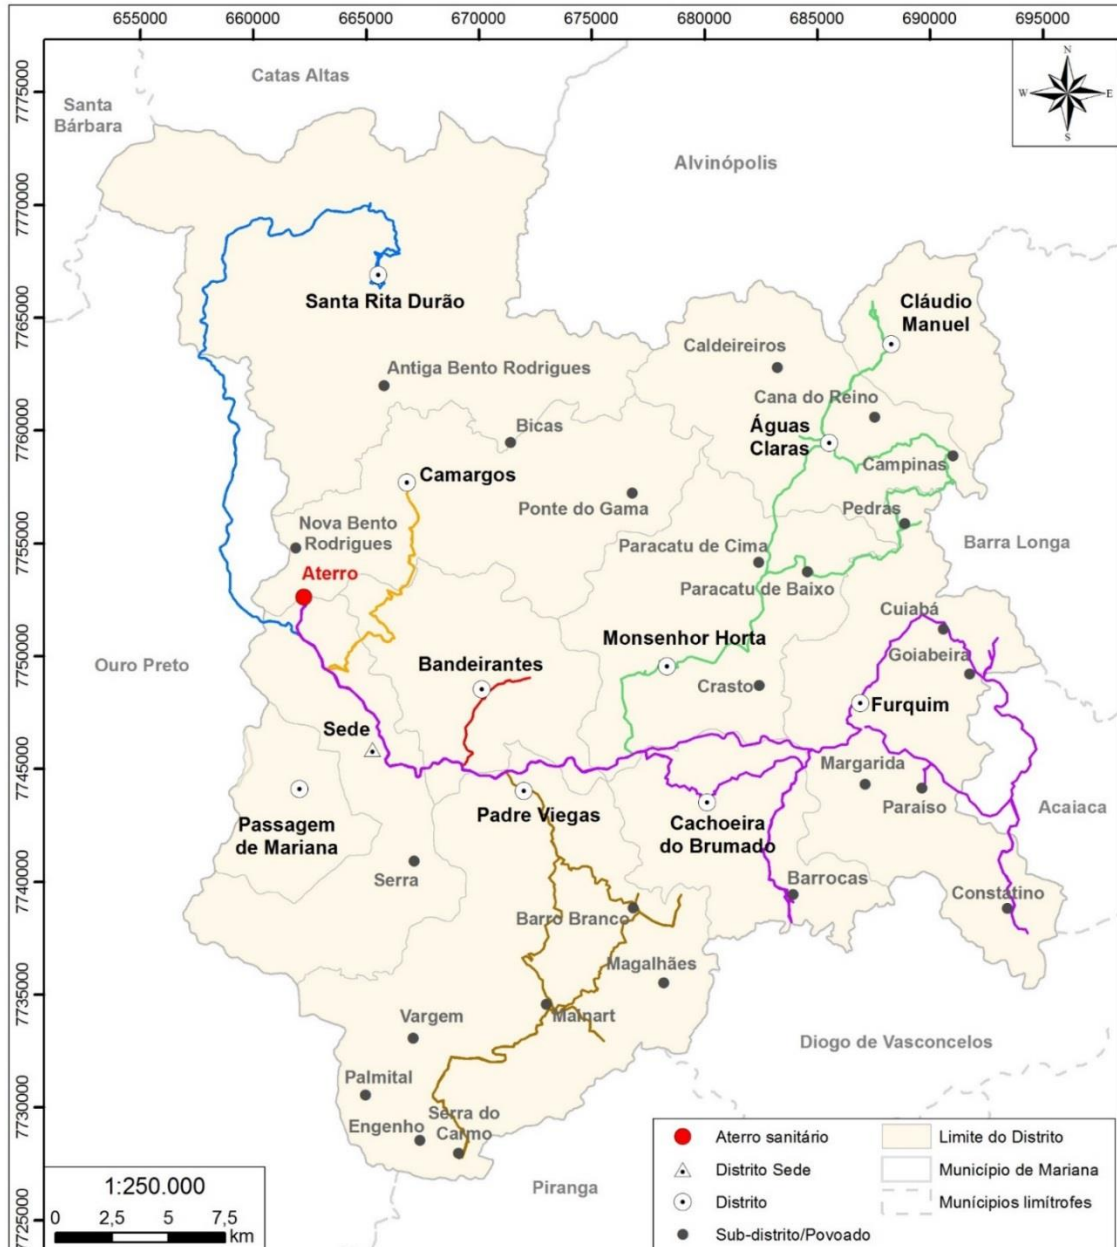 655000 660000 665000 670000 675000 680000 685000 690000 695000
7775000
7770000
7765000
7760000
7755000
7750000
7745000
7740000
7735000
7730000
7725000
N
W E
S
Catas Altas
Santa
Bárbara
Alvinópolis
Santa Rita Durão
Cláudio
Manuel
Caldeireiros
Antiga Bento Rodrigues
Cana do Reino
Bicas
Águas
Claras
Camargos
Campinas
Ponte do Gama
Pedras
Nova Bento
Rodrigues
Paracatu de Cima
Barra Longa
Aterro
Paracatu de Baixo
Cuiabá
Monsenhor Horta
Goiabeira
Ouro Preto
Bandeirantes
Crasto
Furquim
Sede
Margarida
Paraíso
Acaiaca
Padre Viegas
Cachoeira
do Brumado
Passagem
de Mariana
Serra
Barrocas
Constatino
Barro Branco
Magalhães
Vargem
Mainart
Diogo de Vasconcelos
Palmital
Serra do
Carmo
Engenho
Piranga
1:250.000
0 2,5 5 7,5
km
Aterro sanitário
Distrito Sede
Distrito
Sub-distrito/Povoado
Limite do Distrito
Município de Mariana
Munícipios limítrofes